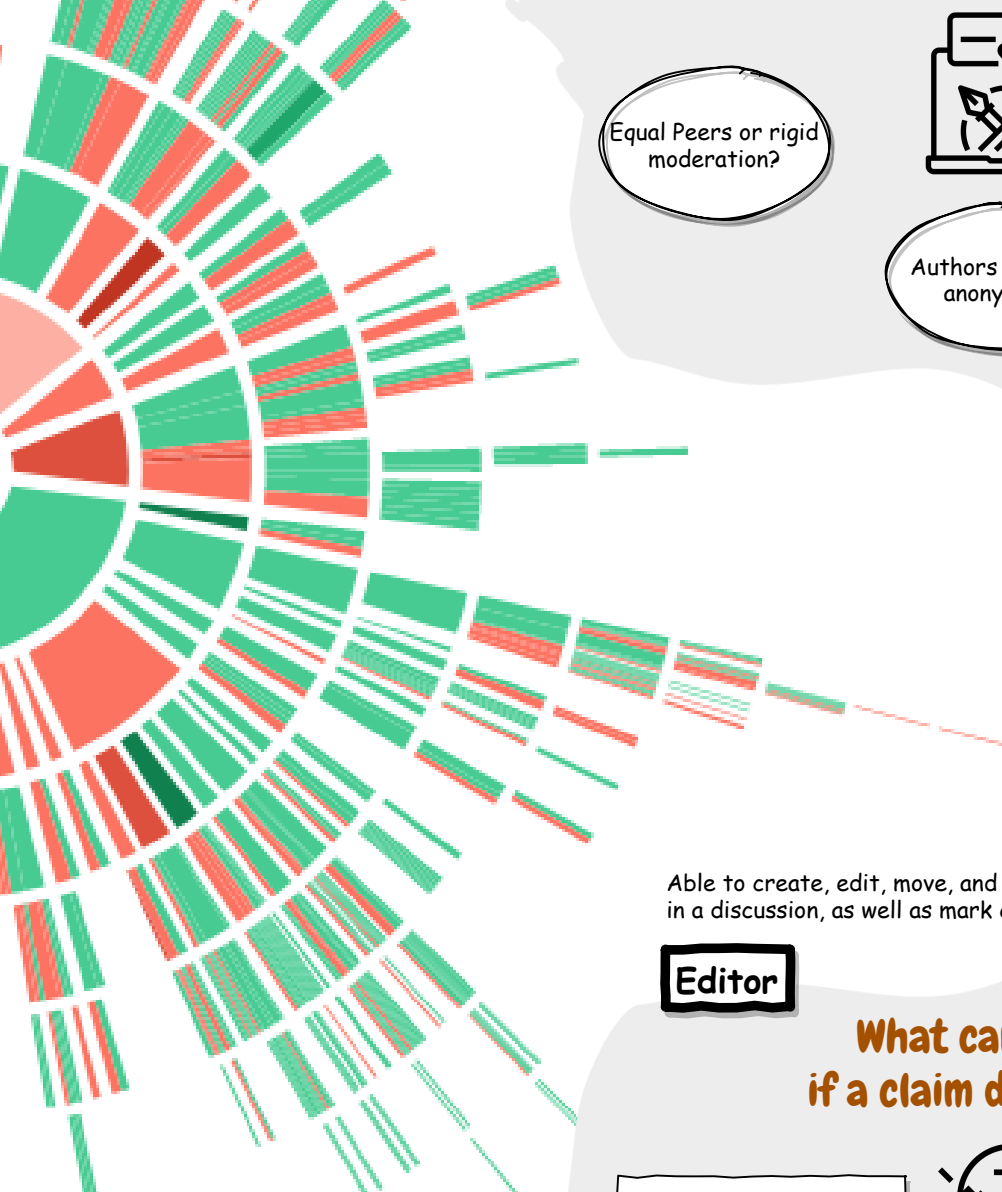 Equal Peers or rigid
moderation?
Authors
anony
Able to create, edit, move, and
in a discussion, as well as mark
Editor
What ca
if a claim d